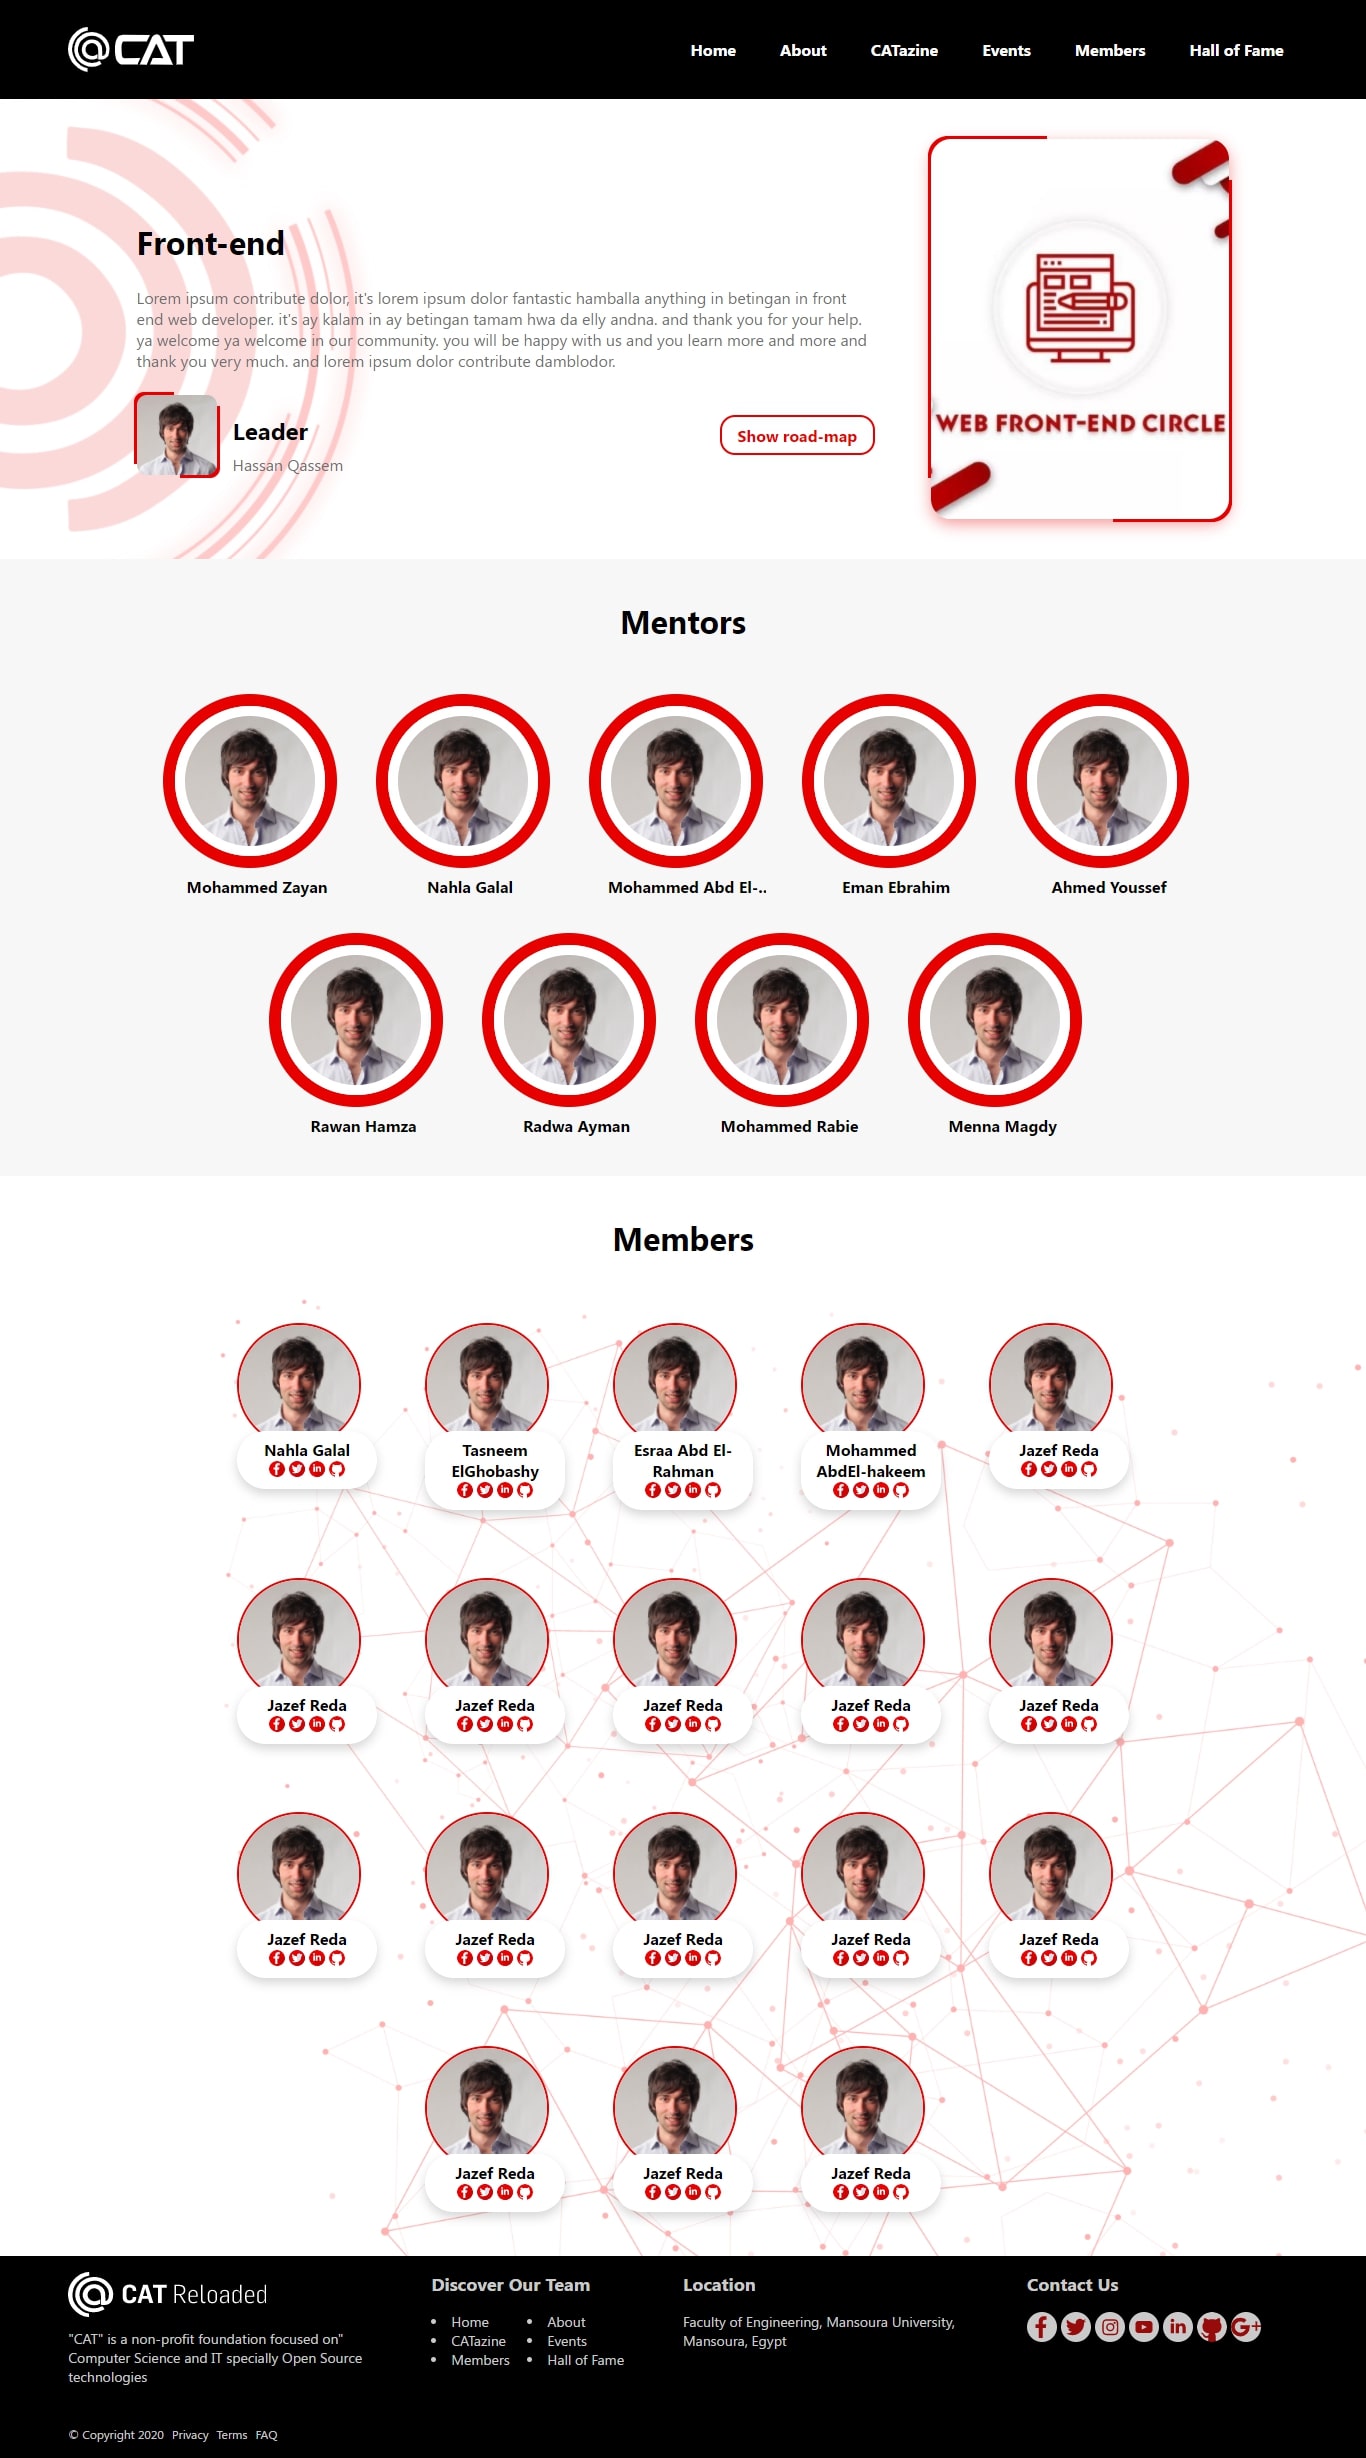 @CAT
Home About CATazine Events Members Hall of Fame
Front-end
Lorem ipsum contribute dolor, it's lorem ipsum dolor fantastic hamballa anything in betingan in front
end web developer. it's ay kalam in ay betingan tamam hwa da elly andna. and thank you for your help.
ya welcome ya welcome in our community. you will be happy with us and you learn more and more and
thank you very much. and lorem ipsum dolor contribute damblodor.
Leader
Hassan Qassem
Show road-map
WEB FRONT-END CIRCLE
Mentors
Mohammed Zayan Nahla Galal Mohammed Abd El-.. Eman Ebrahim Ahmed Youssef
Rawan Hamza Radwa Ayman Mohammed Rabie Menna Magdy
Members
Nahla Galal
Tasneem
ElGhobashy
Esraa Abd El-
Rahman
Mohammed
AbdEl-hakeem
Jazef Reda
Jazef Reda Jazef Reda Jazef Reda Jazef Reda Jazef Reda
Jazef Reda Jazef Reda Jazef Reda Jazef Reda Jazef Reda
Jazef Reda Jazef Reda Jazef Reda
@ CAT Reloaded
"CAT" is a non-profit foundation focused on"
Computer Science and IT specially Open Source
technologies
Discover Our Team
Home
CATazine
Members
About
Events
Hall of Fame
Location
Faculty of Engineering, Mansoura University,
Mansoura, Egypt
Contact Us
© Copyright 2020 Privacy Terms FAQ